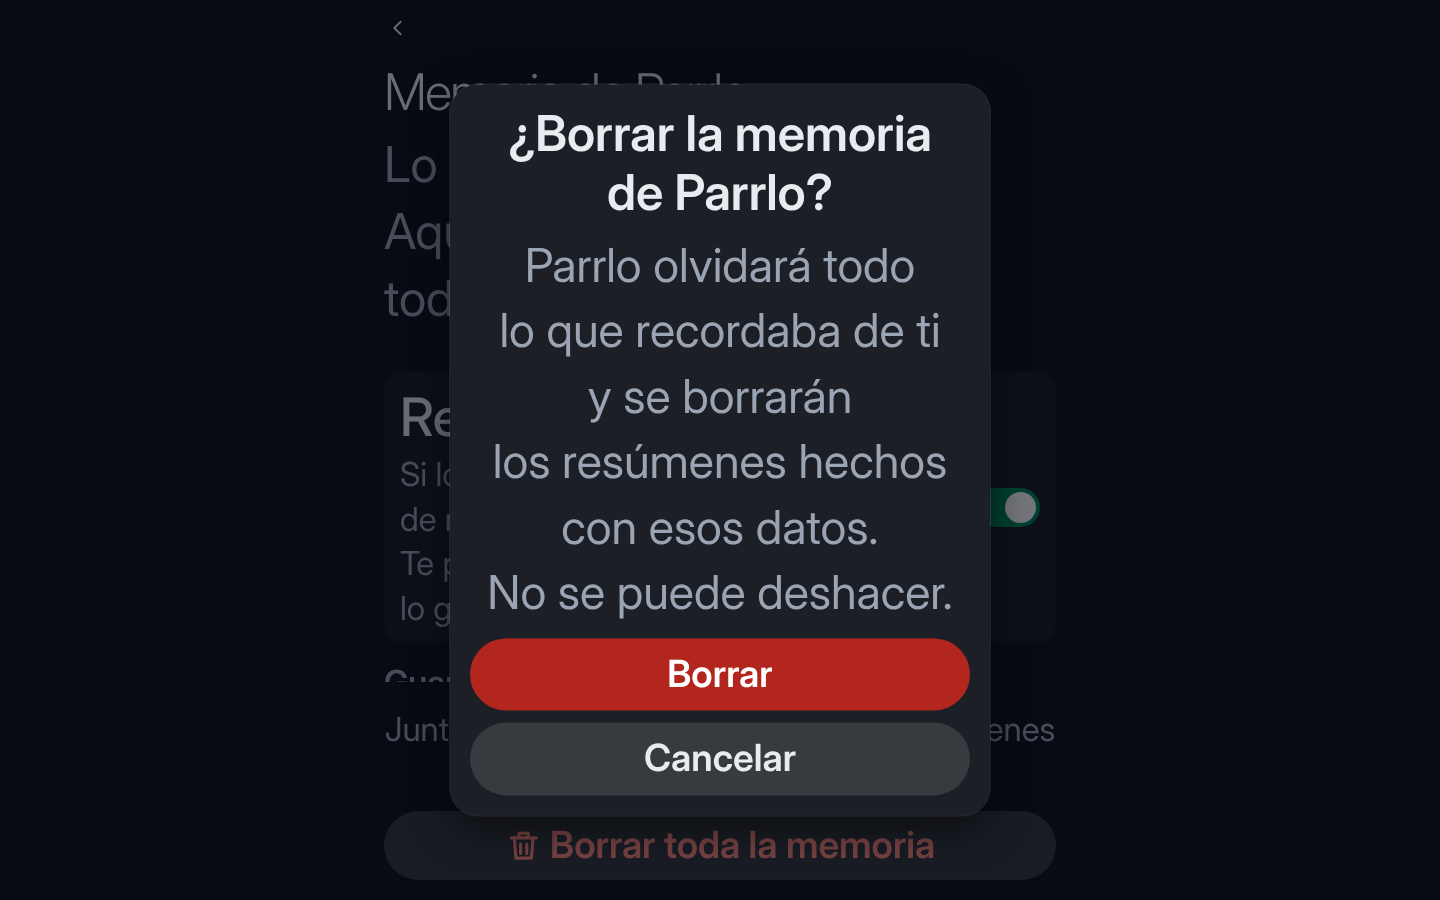 ¿Borrar la memoria
de Parrlo?
Parrlo olvidará todo
lo que recordaba de ti
y se borrarán
los resúmenes hechos
con esos datos.
No se puede deshacer.
Borrar
Cancelar
Lo
Borrar toda la memoria